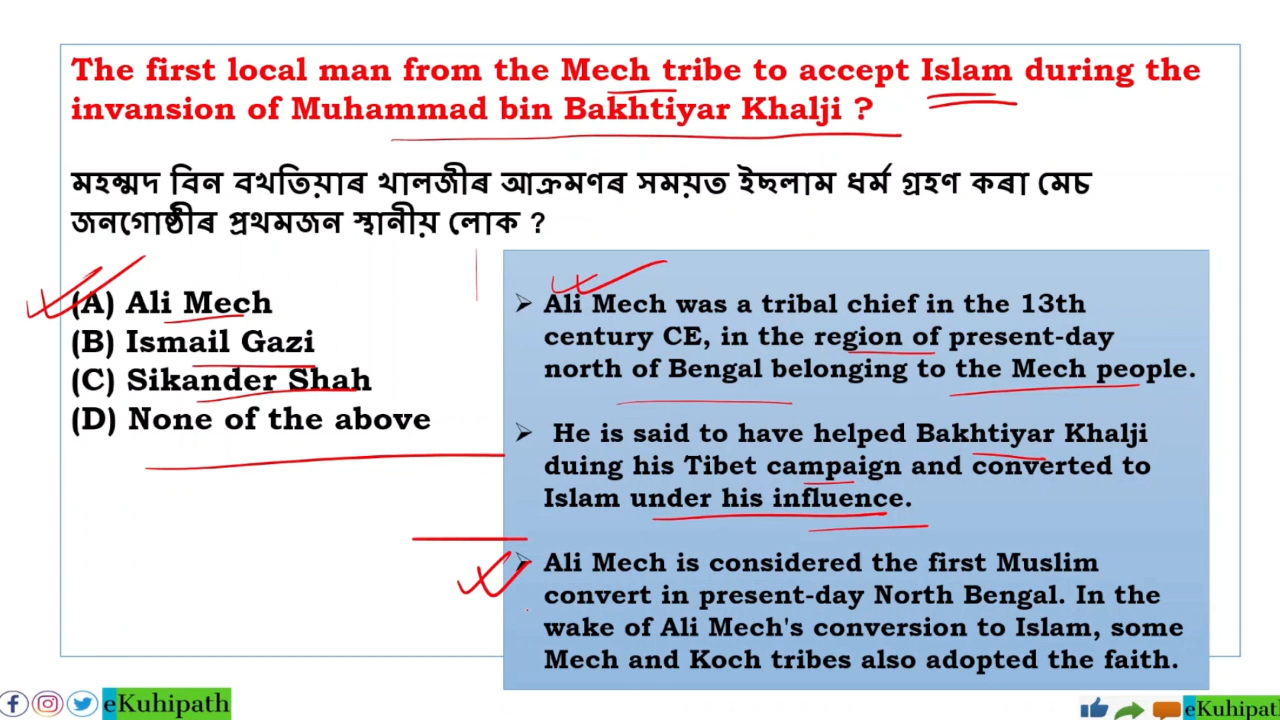 The first local man from the Mech tribe to accept Islam during the
invansion of Muhammad bin Bakhtiyar Khalji ?
মহম্মদ বিন বখতিয়াৰ খালজীৰ আক্ৰমণৰ সময়ত ইছলাম ধৰ্ম গ্ৰহণ কৰা মেচ
জনগোষ্ঠীৰ প্ৰথমজন স্থানীয় লোক ?
(A) Ali Mech
(B) Ismail Gazi
(C) Sikander Shah
(D) None of the above
➢ Ali Mech was a tribal chief in the 13th
century CE, in the region of present-day
north of Bengal belonging to the Mech people.
➢ He is said to have helped Bakhtiyar Khalji
duing his Tibet campaign and converted to
Islam under his influence.
➢ Ali Mech is considered the first Muslim
convert in present-day North Bengal. In the
wake of Ali Mech's conversion to Islam, some
Mech and Koch tribes also adopted the faith.
eKuhipath
eKuhipath